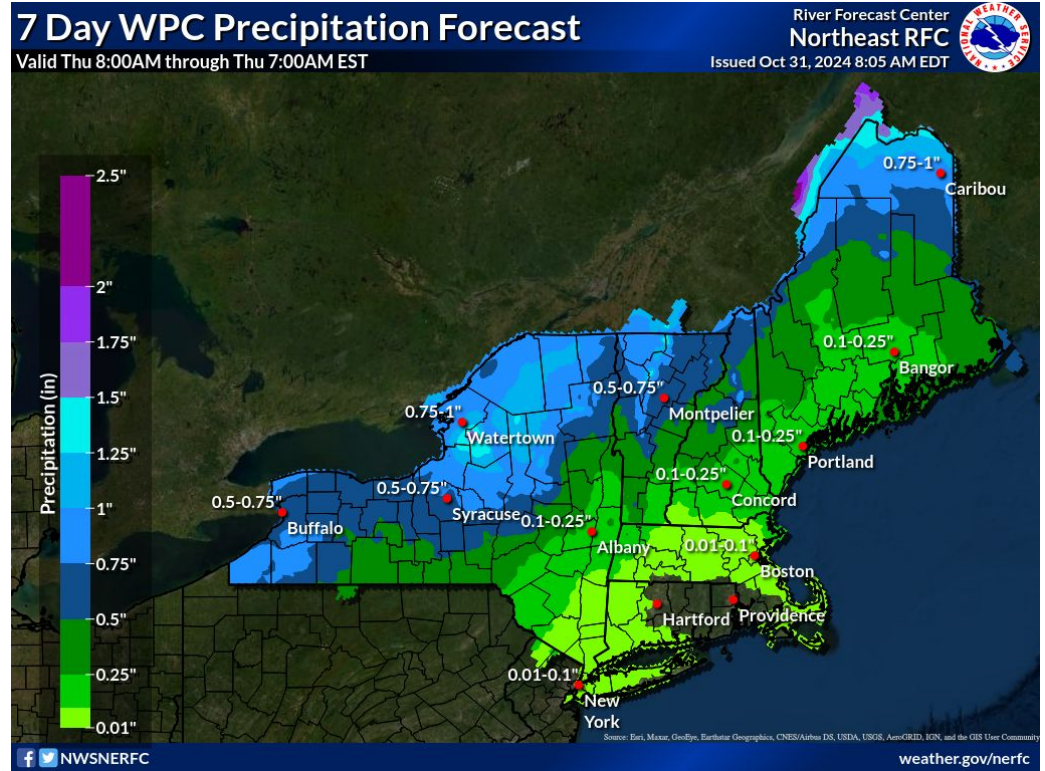 7 Day WPC Precipitation Forecast
Valid Thu 8:00AM through Thu 7:00AM EST
River Forecast Center
Northeast RFC
Issued Oct 31, 2024 8:05 AM EDT
NATIONAL WEATHER SERVICE
Precipitation (in)
2.5"
2"
1.75"
1.5"
1.25"
1"
0.75"
0.5"
0.25"
0.01"
0.75-1"
Caribou
0.1-0.25"
Bangor
0.5-0.75"
Montpelier
0.75-1"
Watertown
0.1-0.25"
Portland
0.1-0.25"
Concord
0.5-0.75"
Syracuse
0.5-0.75"
Buffalo
0.1-0.25"
Albany
0.01-0.1"
Boston
Hartford
Providence
0.01-0.1"
New
York
Source: Esri, Maxar, GeoEye, Earthstar Geographics, CNES/Airbus DS, USDA, USGS, AeroGRID, IGN, and the GIS User Community
NWSNERFC
weather.gov/nerfc